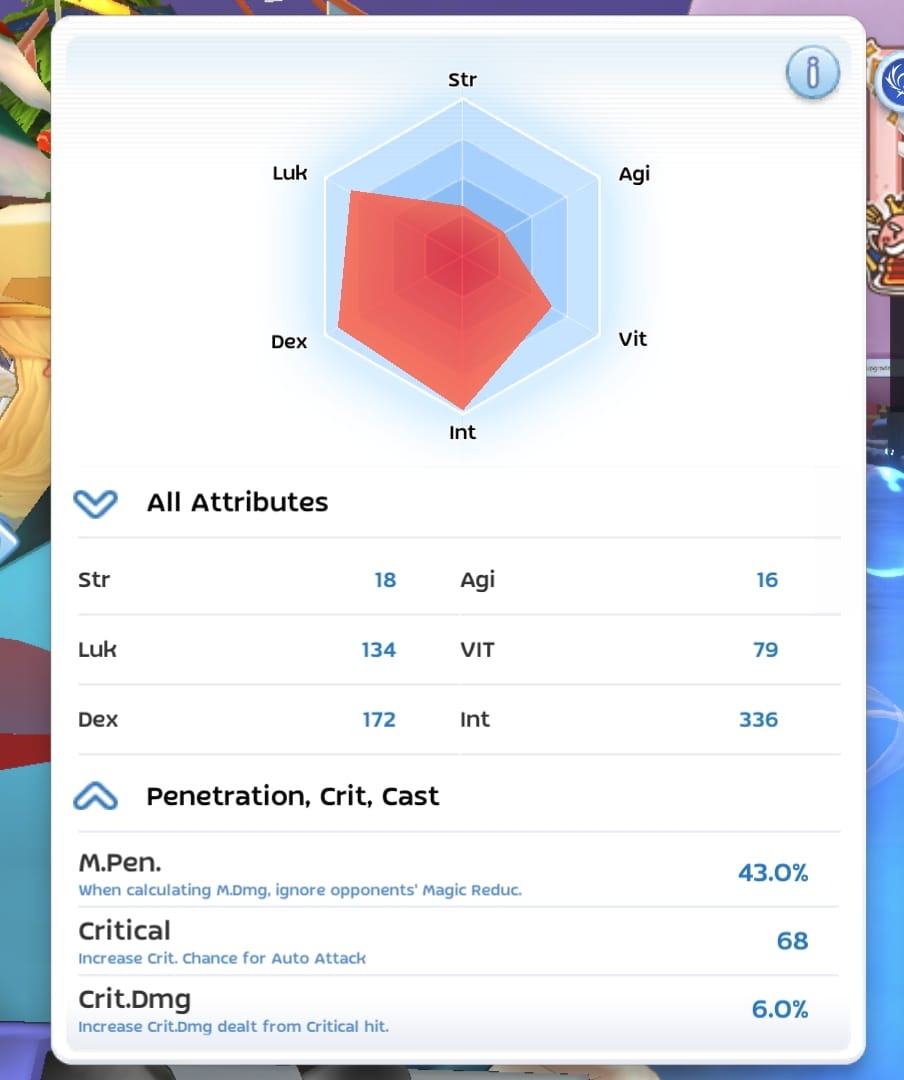 Str
Luk
Agi
Dex
Vit
Int
All Attributes
Str 18 Agi 16
Luk 134 VIT 79
Dex 172 Int 336
Penetration, Crit, Cast
M.Pen. 43.0%
When calculating M.Dmg, ignore opponents' Magic Reduc.
Critical 68
Increase Crit. Chance for Auto Attack
Crit.Dmg 6.0%
Increase Crit.Dmg dealt from Critical hit.